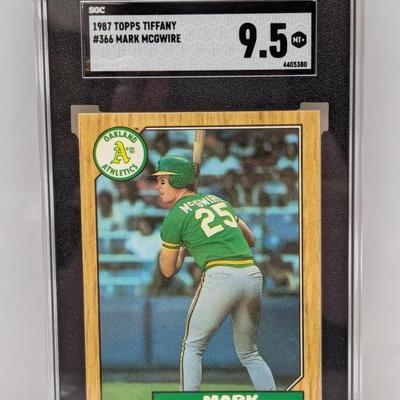 SGC
1987 TOPPS TIFFANY
#366 MARK MCGWIRE
9.5
MT+
4405380
OAKLAND
A's
ATHLETICS
McGWIRE
25
MARK